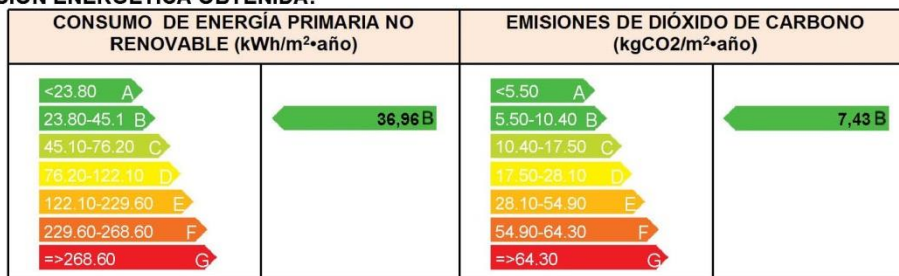 CONSUMO DE ENERGÍA PRIMARIA NO
RENOVABLE (kWh/m²•año)
EMISIONES DE DIÓXIDO DE CARBONO
(kgCO2/m²•año)
<23.80 A
23.80-45.1 B
45.10-76.20 C
76.20-122.10 D
122.10-229.60 E
229.60-268.60 F
=>268.60 G
36,96 B
<5.50 A
5.50-10.40 B
10.40-17.50 C
17.50-28.10 D
28.10-54.90 E
54.90-64.30 F
=>64.30 G
7,43 B